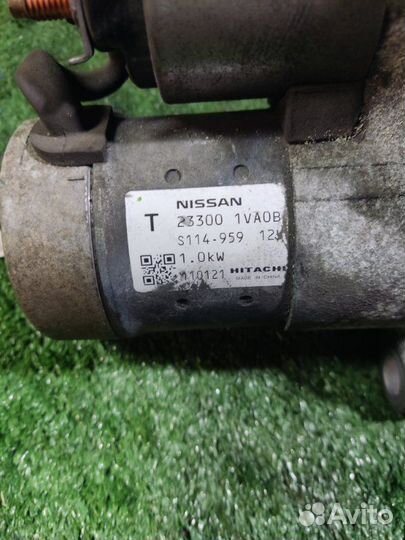 NISSAN
T 23300 1VA0B
S114-959 12V
1.0kW
110121 HITACHI
MADE IN CHINA
Avito